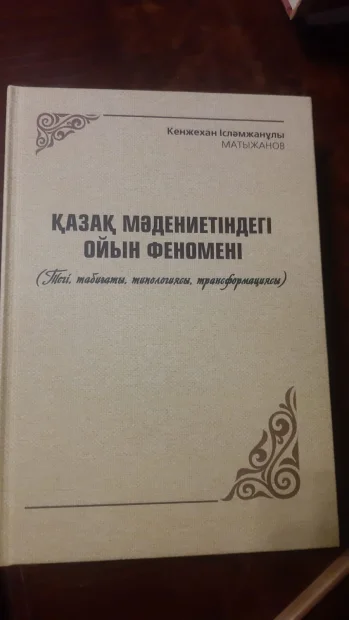 Кенжехан Ісләмжанұлы
МАТЫЖАНОВ
ҚАЗАҚ МӘДЕНИЕТІНДЕГІ
ОЙЫН ФЕНОМЕНІ
(Тегі, табиғаты, типологиясы, трансформациясы)